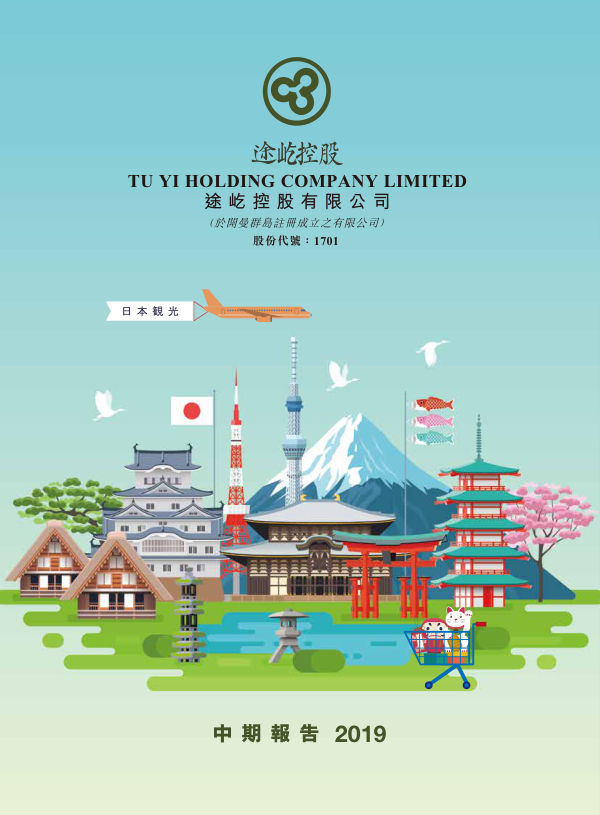 途屹控股
TU YI HOLDING COMPANY LIMITED
途屹控股有限公司
（於開曼群島註冊成立之有限公司）
股份代號：1701
日本観光
中期報告 2019